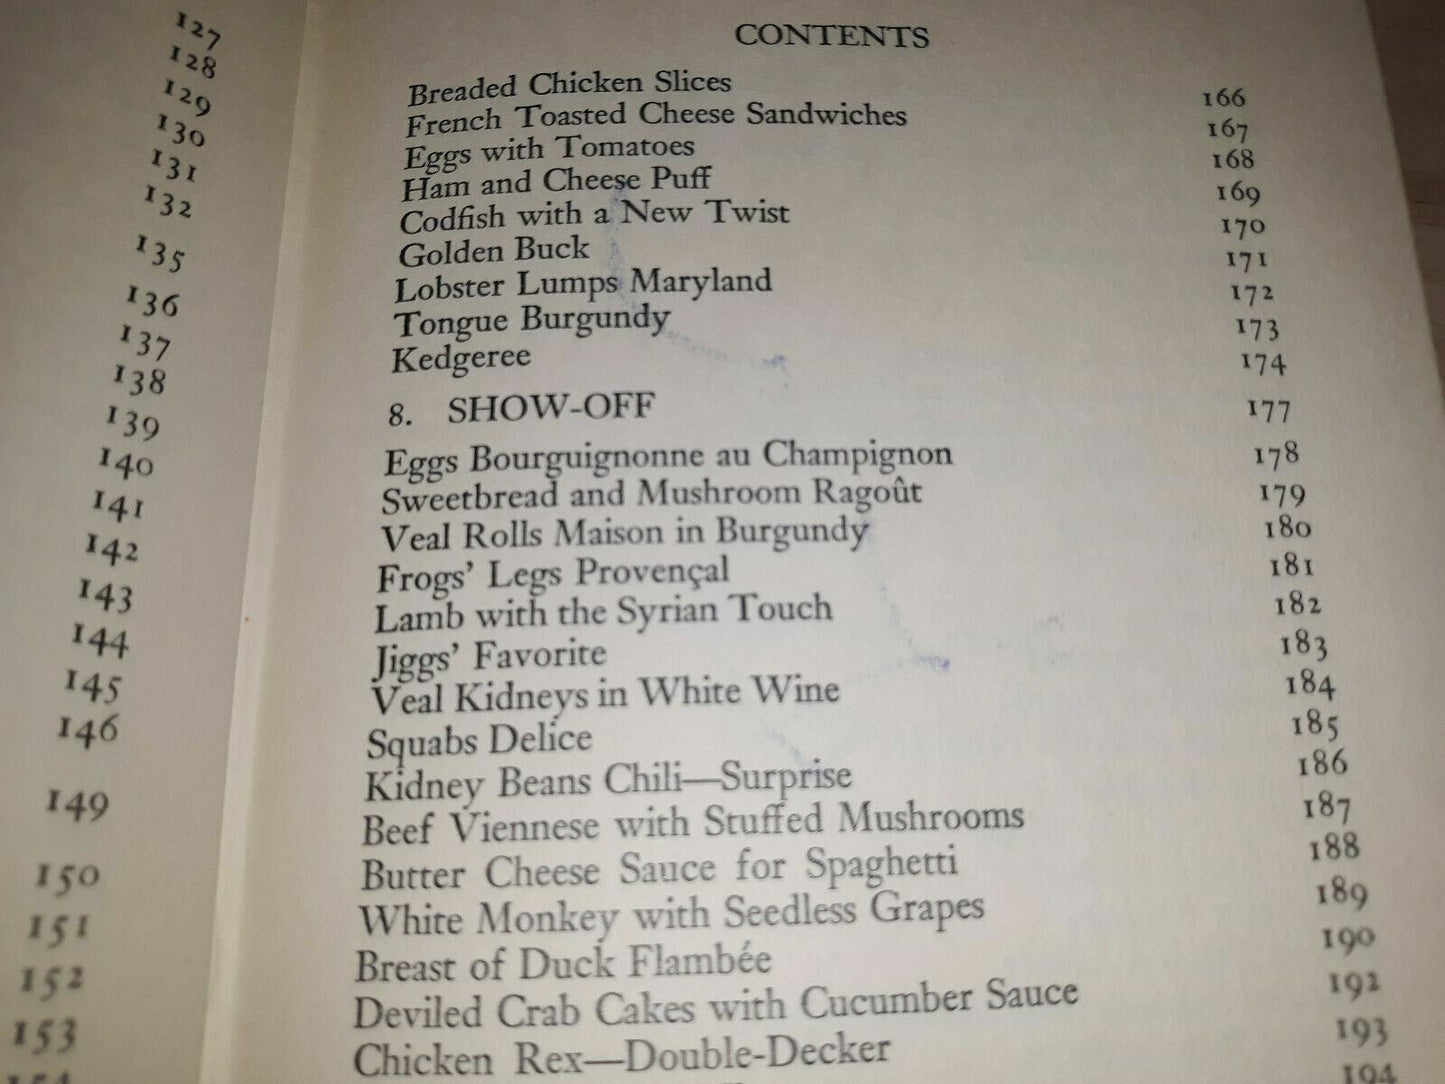 127
128
129
130
131
132
135
136
137
138
139
140
141
142
143
144
145
146
149
150
151
152
153
154
CONTENTS
Breaded Chicken Slices 166
French Toasted Cheese Sandwiches 167
Eggs with Tomatoes 168
Ham and Cheese Puff 169
Codfish with a New Twist 170
Golden Buck 171
Lobster Lumps Maryland 172
Tongue Burgundy 173
Kedgeree 174
8. SHOW-OFF 177
Eggs Bourguignonne au Champignon 178
Sweetbread and Mushroom Ragoût 179
Veal Rolls Maison in Burgundy 180
Frogs' Legs Provençal 181
Lamb with the Syrian Touch 182
Jiggs' Favorite 183
Veal Kidneys in White Wine 184
Squabs Delice 185
Kidney Beans Chili—Surprise 186
Beef Viennese with Stuffed Mushrooms 187
Butter Cheese Sauce for Spaghetti 188
White Monkey with Seedless Grapes 189
Breast of Duck Flambée 190
Deviled Crab Cakes with Cucumber Sauce 192
Chicken Rex—Double-Decker 193
194